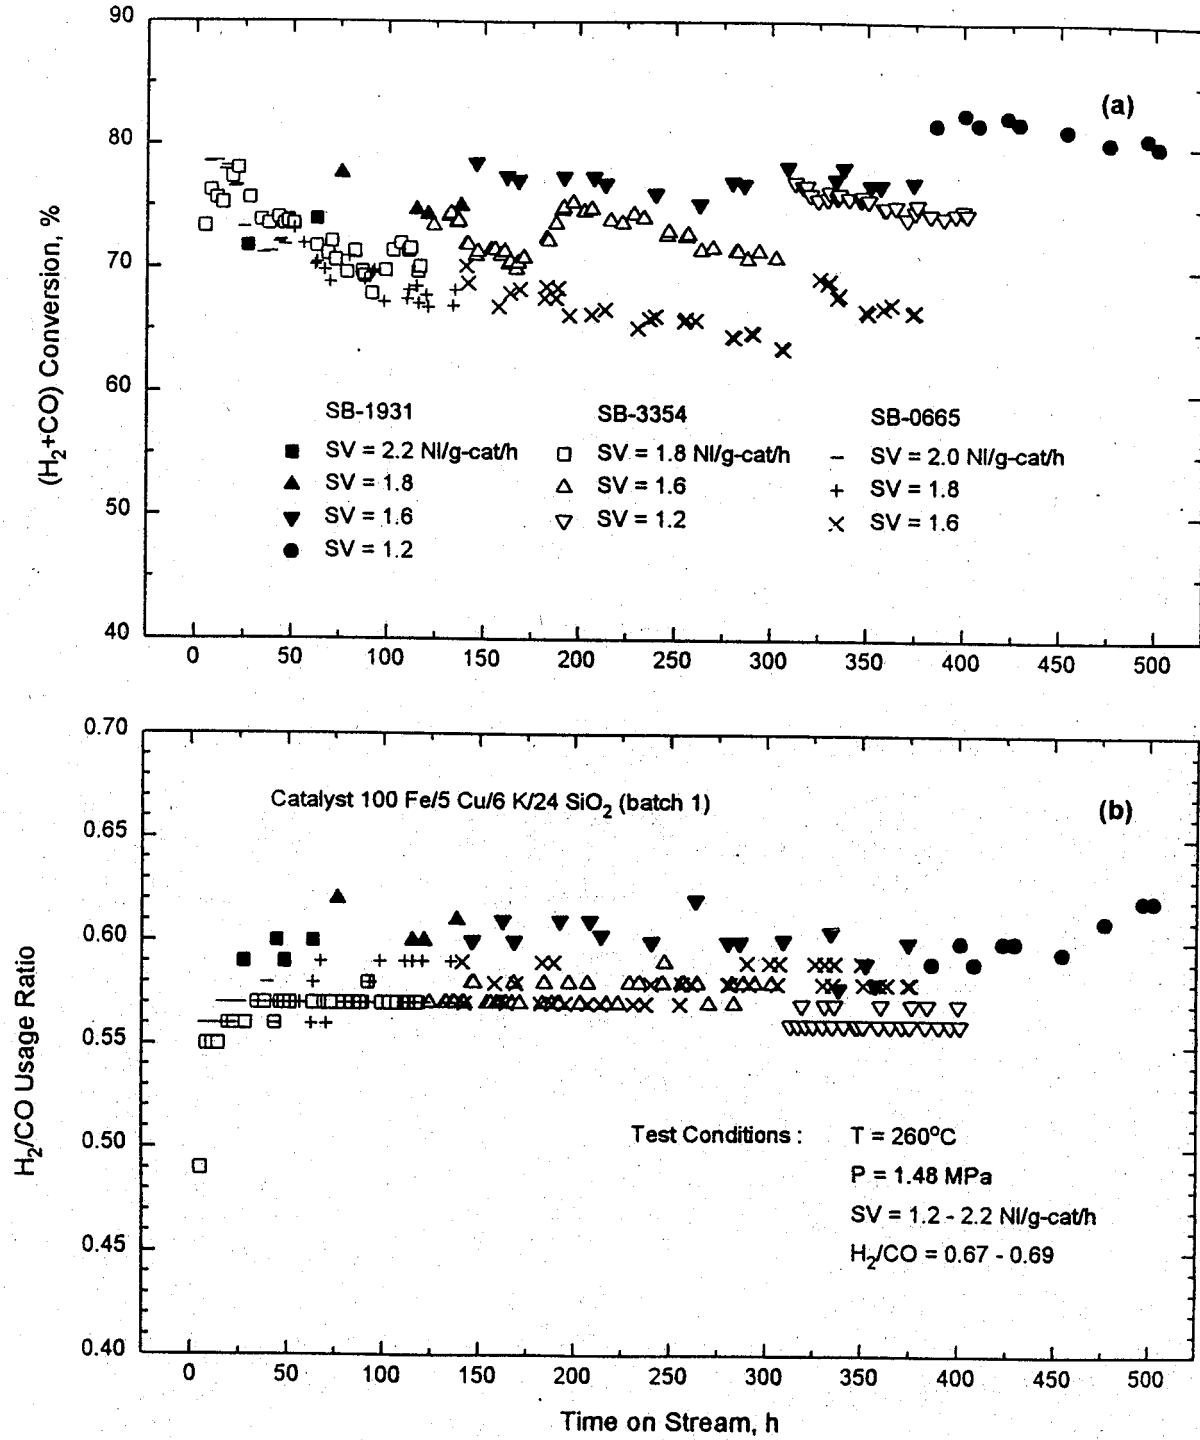 90
80
70
60
50
40
(H2+CO) Conversion, %
(a)
SB-1931
SV = 2.2 Nl/g-cat/h
SV = 1.8
SV = 1.6
SV = 1.2
SB-3354
SV = 1.8 Nl/g-cat/h
SV = 1.6
SV = 1.2
SB-0665
SV = 2.0 Nl/g-cat/h
SV = 1.8
SV = 1.6
0 50 100 150 200 250 300 350 400 450 500
0.70
0.65
0.60
0.55
0.50
0.45
0.40
H2/CO Usage Ratio
Catalyst 100 Fe/5 Cu/6 K/24 SiO2 (batch 1)
(b)
Test Conditions : T = 260°C
P = 1.48 MPa
SV = 1.2 - 2.2 Nl/g-cat/h
H2/CO = 0.67 - 0.69
0 50 100 150 200 250 300 350 400 450 500
Time on Stream, h